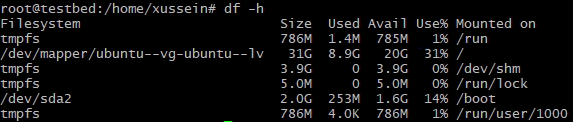 root@testbed:/home/xussein# df -h
Filesystem                         Size  Used Avail Use% Mounted on
tmpfs                              786M  1.4M  785M   1% /run
/dev/mapper/ubuntu--vg-ubuntu--lv   31G  8.9G   20G  31% /
tmpfs                              3.9G     0  3.9G   0% /dev/shm
tmpfs                              5.0M     0  5.0M   0% /run/lock
/dev/sda2                          2.0G  253M  1.6G  14% /boot
tmpfs                              786M  4.0K  786M   1% /run/user/1000